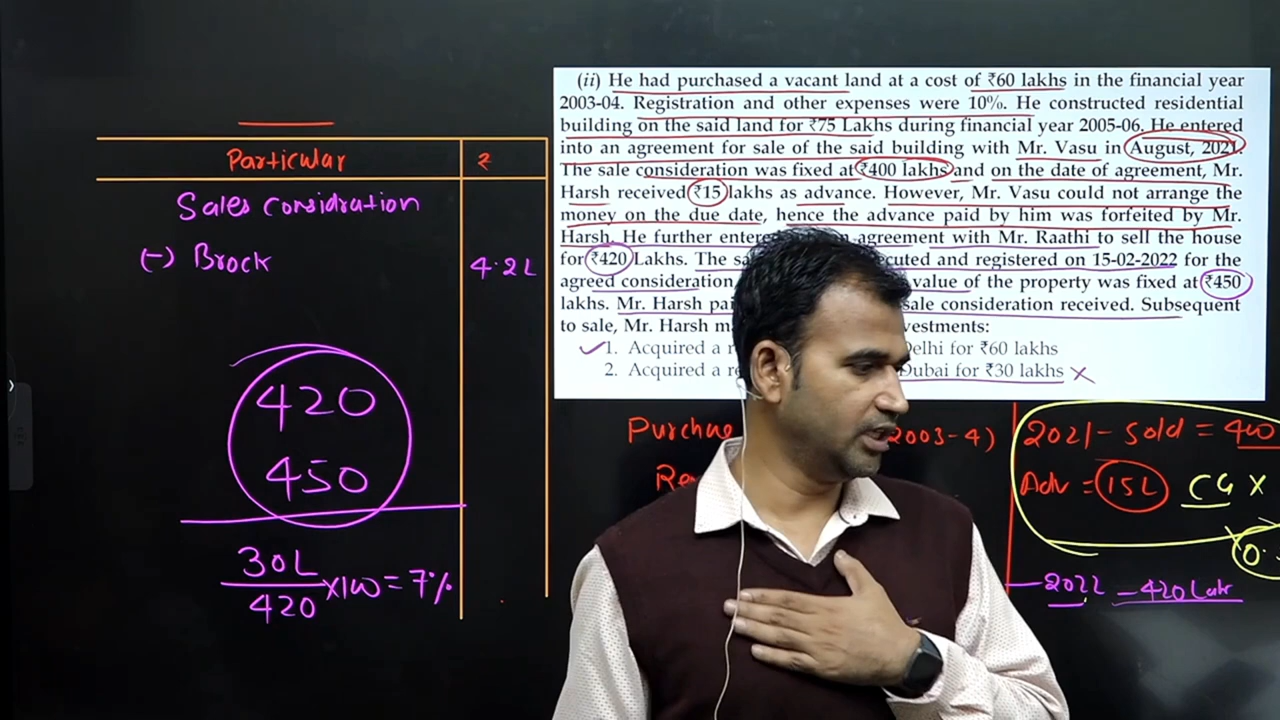 (ii) He had purchased a vacant land at a cost of ₹60 lakhs in the financial year
2003-04. Registration and other expenses were 10%. He constructed residential
building on the said land for ₹75 Lakhs during financial year 2005-06. He entered
into an agreement for sale of the said building with Mr. Vasu in August, 2021.
The sale consideration was fixed at ₹400 lakhs and on the date of agreement, Mr.
Harsh received ₹15 lakhs as advance. However, Mr. Vasu could not arrange the
money on the due date, hence the advance paid by him was forfeited by Mr.
Harsh. He further entere agreement with Mr. Raathi to sell the house
for ₹420 Lakhs. The sa cuted and registered on 15-02-2022 for the
agreed consideration value of the property was fixed at ₹450
lakhs. Mr. Harsh pai sale consideration received. Subsequent
to sale, Mr. Harsh m vestments:
1. Acquired a r Delhi for ₹60 lakhs
2. Acquired a re Dubai for ₹30 lakhs
Particular ₹
Sales Considration
(-) Brock 4.2L
420
450
30L
420 ×100 = 7%
Purcha 2003-4)
Re
2021 - Sold = 400
Adv = 15L CG ×
2022 - 420 Lakh